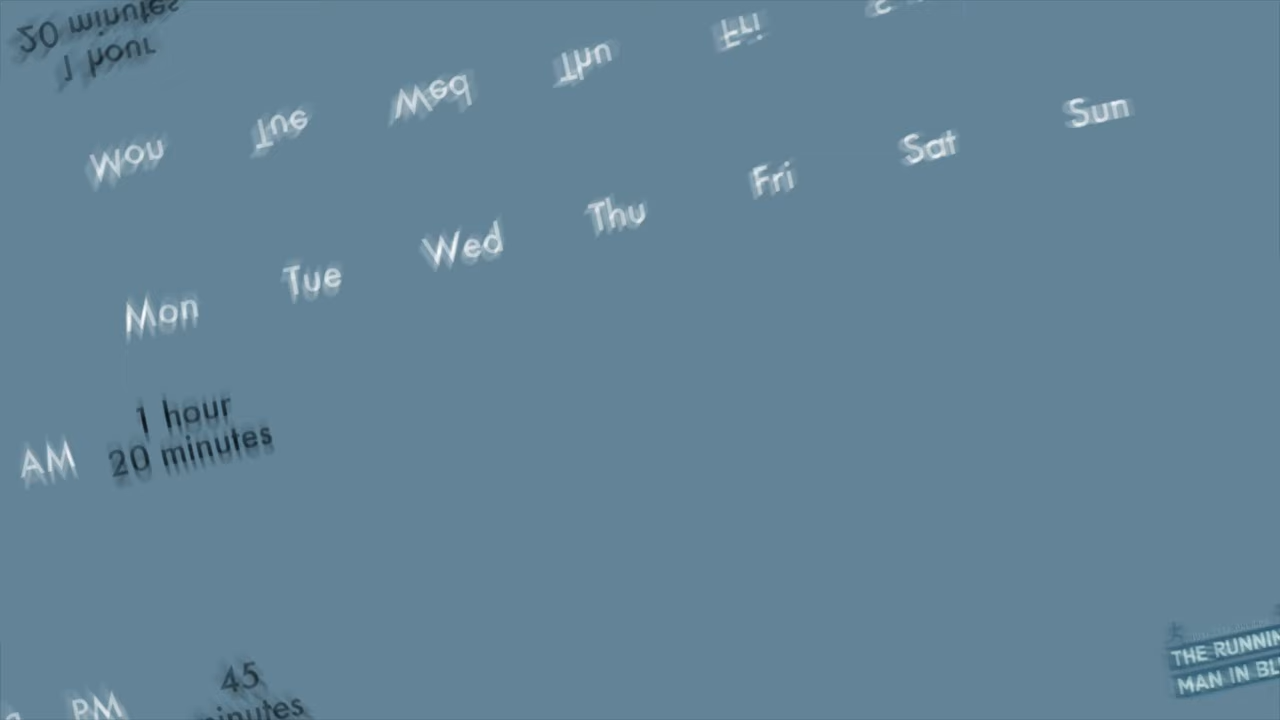 20 minutes
1 hour
Mon Tue Wed Thu Fri
Mon Tue Wed Thu Fri Sat Sun
AM
1 hour
20 minutes
PM
45
minutes
THE RUNNIN
MAN IN BL